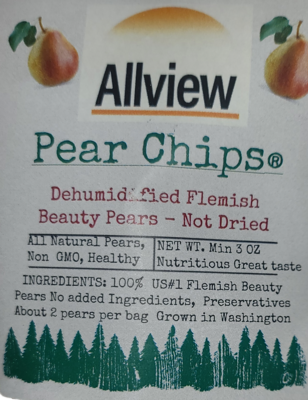 Allview
Pear Chips®
Dehumidified Flemish
Beauty Pears - Not Dried
All Natural Pears,
Non GMO, Healthy
NET WT. Min 3 OZ
Nutritious Great taste
INGREDIENTS: 100% US#1 Flemish Beauty
Pears No added Ingredients, Preservatives
About 2 pears per bag Grown in Washington